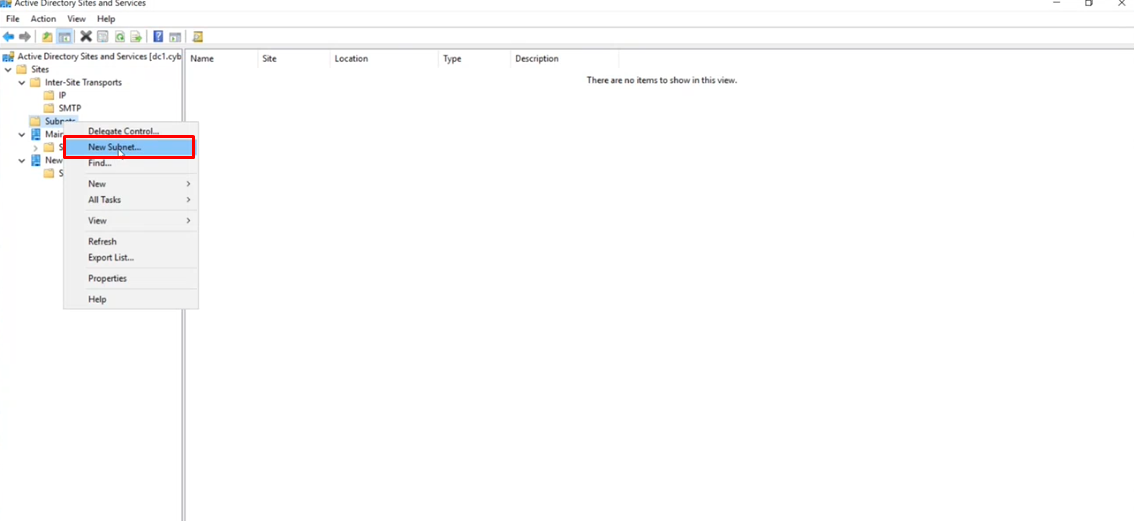 Active Directory Sites and Services
File Action View Help
Active Directory Sites and Services [dc1.cyb
Name Site Location Type Description
Sites
There are no items to show in this view.
Inter-Site Transports
IP
SMTP
Subnets
Delegate Control...
Main
New Subnet...
S
New
Find...
S
New
All Tasks
View
Refresh
Export List...
Properties
Help